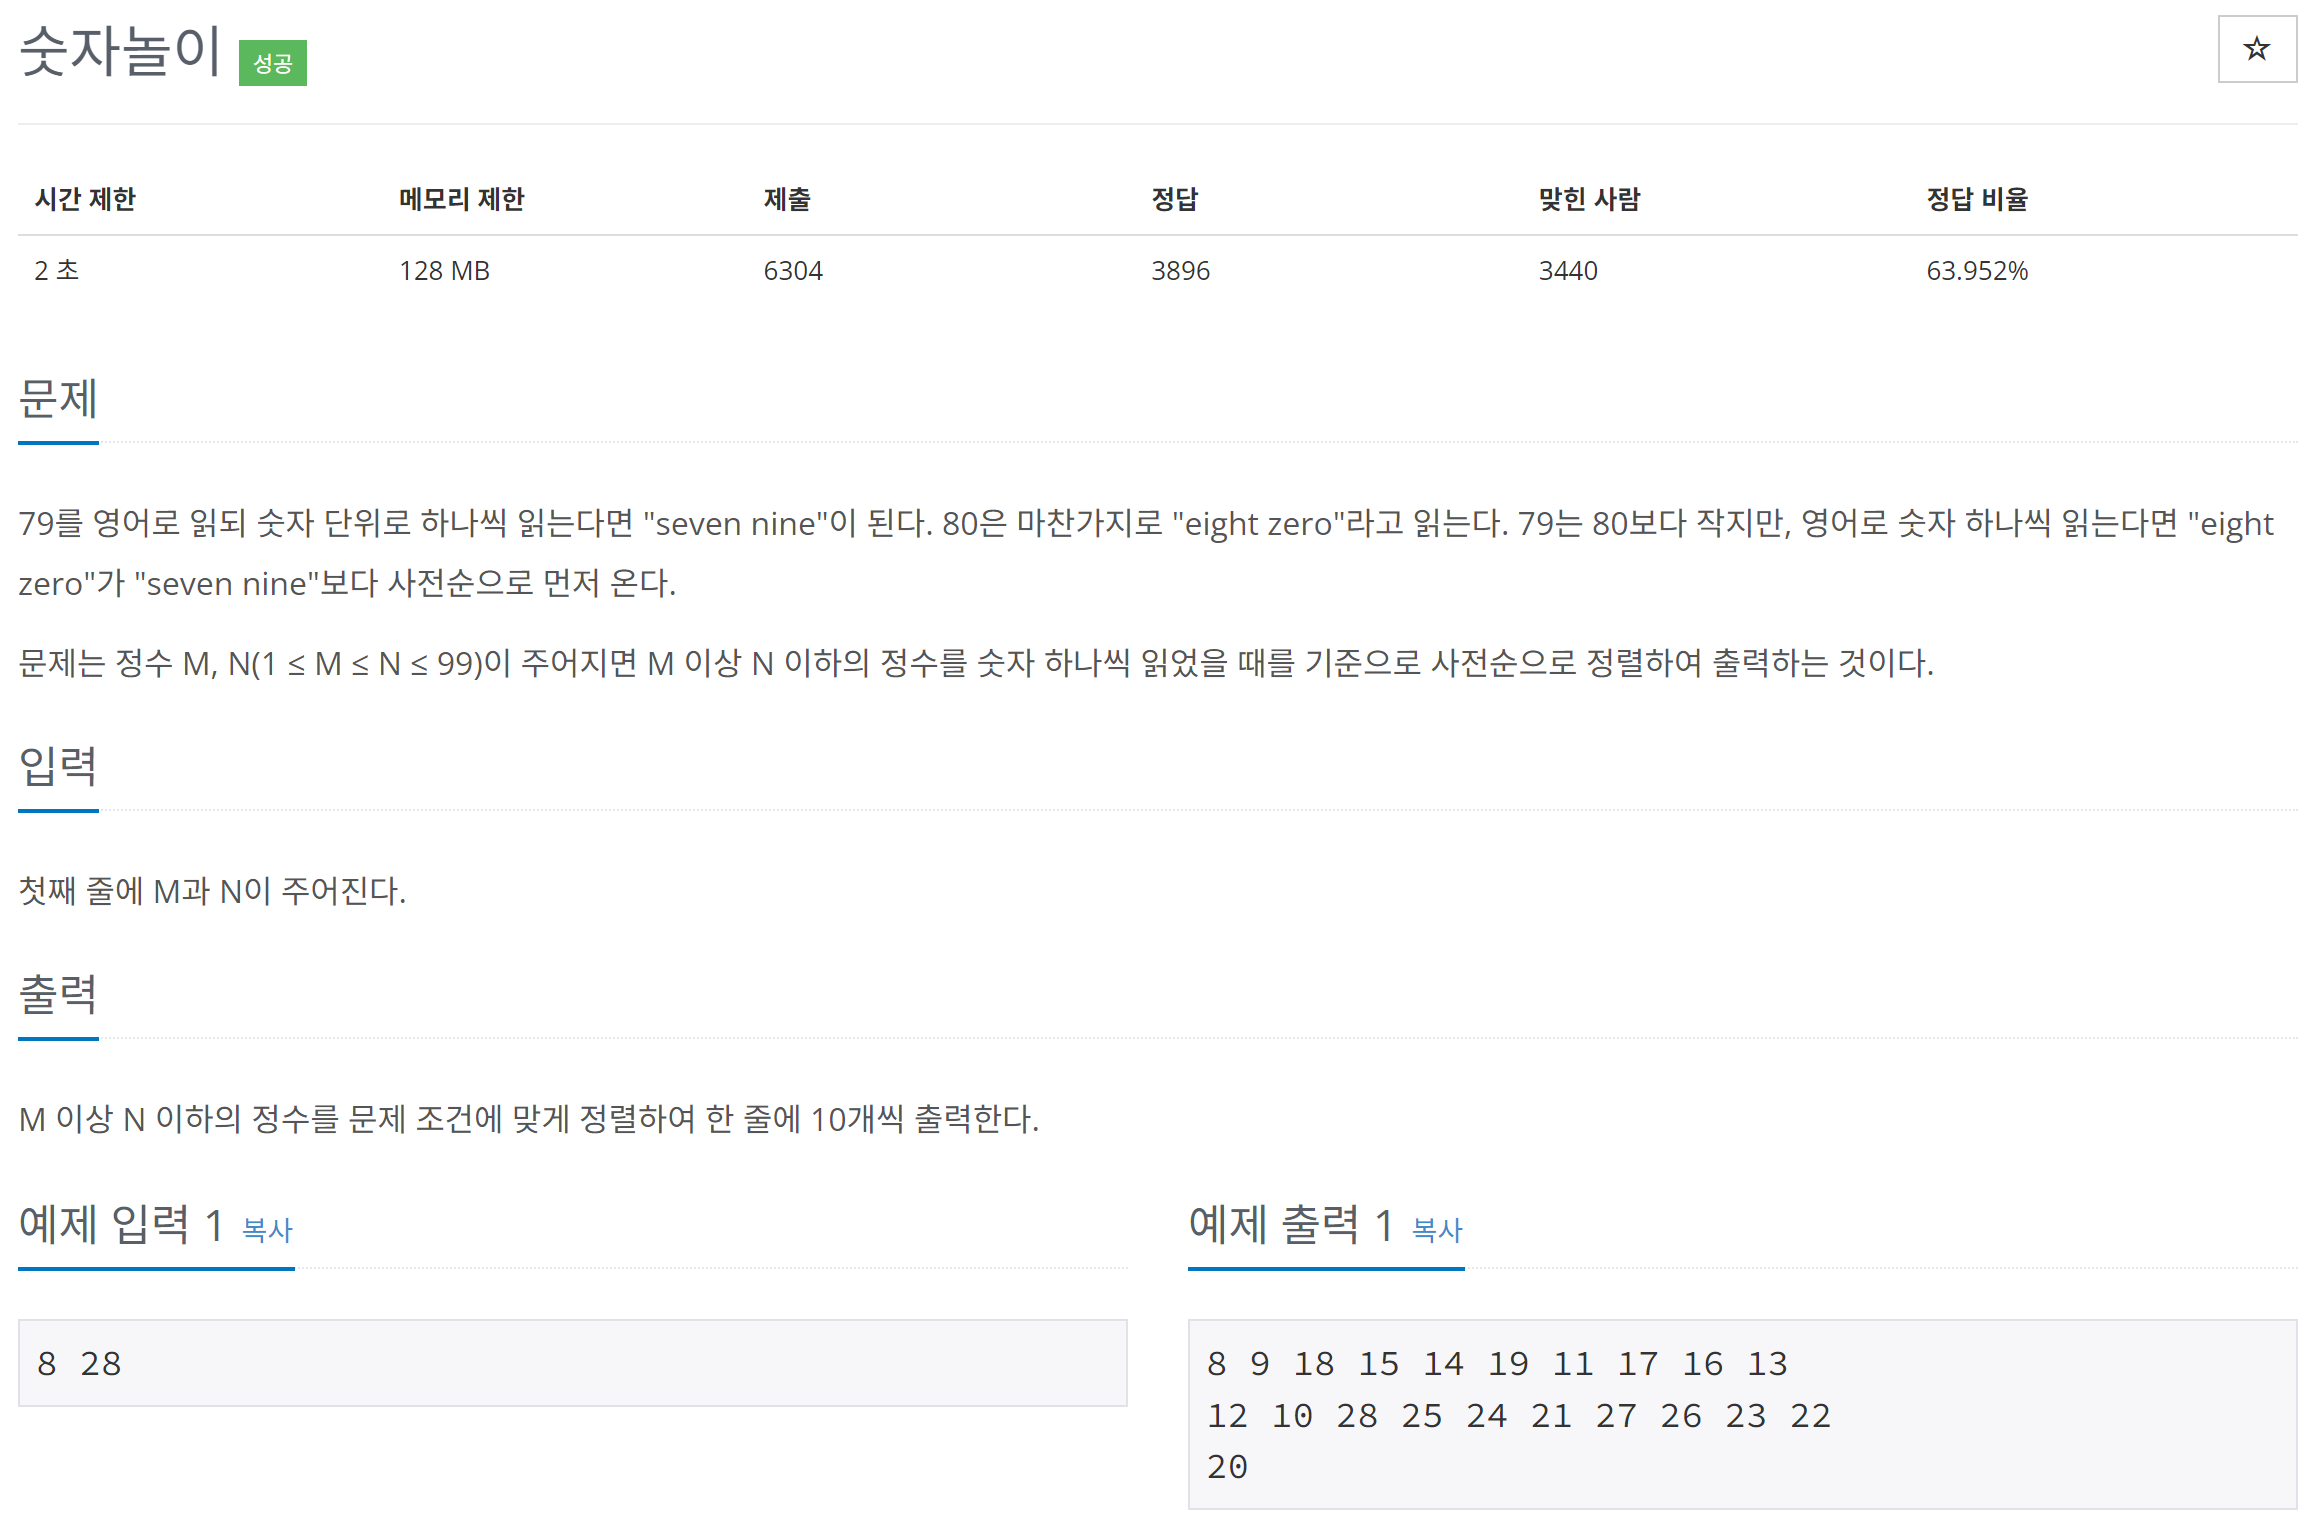 숫자놀이 성공
☆
시간 제한 메모리 제한 제출 정답 맞힌 사람 정답 비율
2 초 128 MB 6304 3896 3440 63.952%
문제
79를 영어로 읽되 숫자 단위로 하나씩 읽는다면 "seven nine"이 된다. 80은 마찬가지로 "eight zero"라고 읽는다. 79는 80보다 작지만, 영어로 숫자 하나씩 읽는다면 "eight
zero"가 "seven nine"보다 사전순으로 먼저 온다.
문제는 정수 M, N(1 ≤ M ≤ N ≤ 99)이 주어지면 M 이상 N 이하의 정수를 숫자 하나씩 읽었을 때를 기준으로 사전순으로 정렬하여 출력하는 것이다.
입력
첫째 줄에 M과 N이 주어진다.
출력
M 이상 N 이하의 정수를 문제 조건에 맞게 정렬하여 한 줄에 10개씩 출력한다.
예제 입력 1 복사
8 28
예제 출력 1 복사
8 9 18 15 14 19 11 17 16 13
12 10 28 25 24 21 27 26 23 22
20